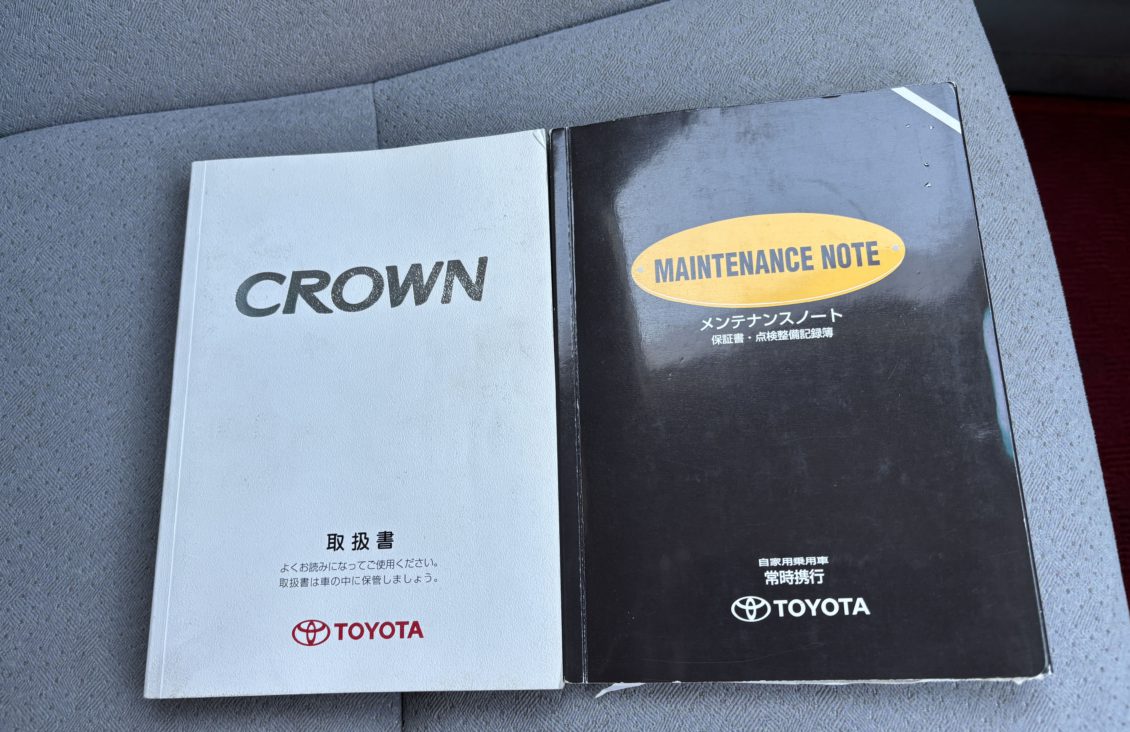 CROWN
取扱書
よくお読みになってご使用ください。
取扱書は車の中に保管しましょう。
TOYOTA
MAINTENANCE NOTE
メンテナンスノート
保証書・点検整備記録簿
自家用乗用車
常時携行
TOYOTA